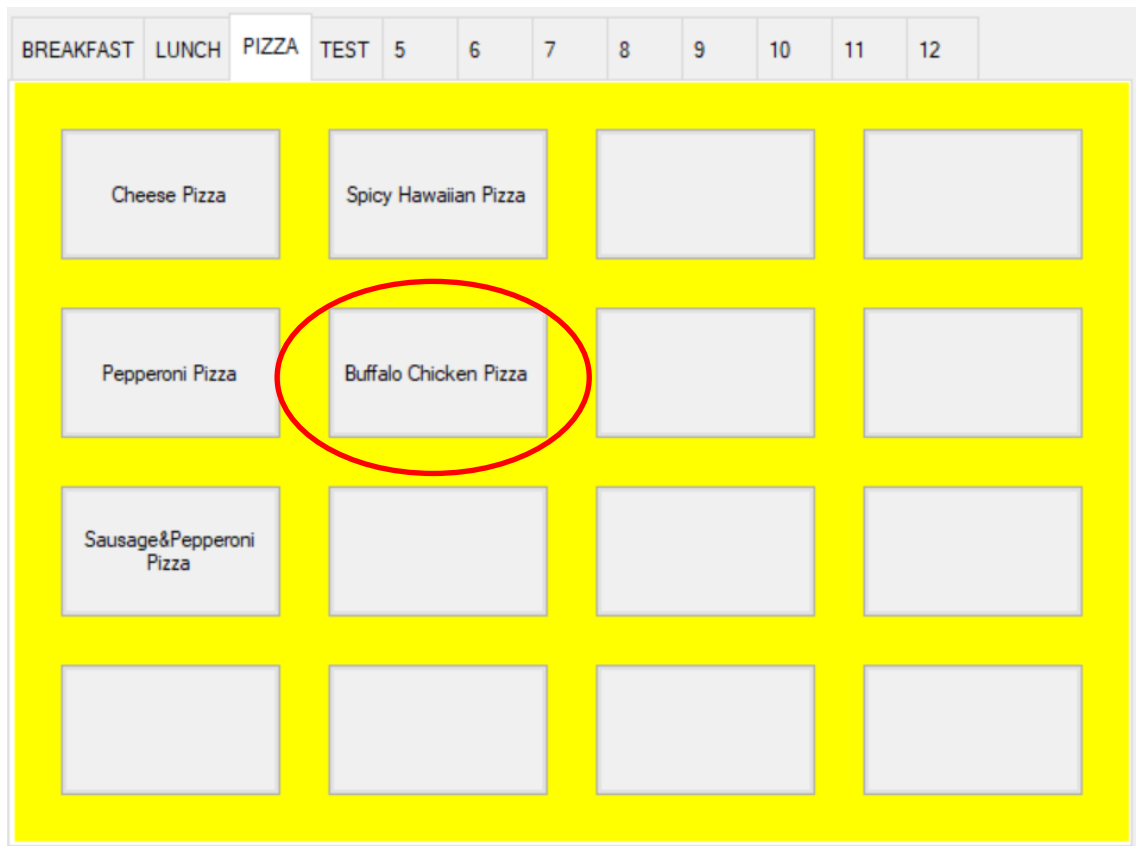 BREAKFAST LUNCH PIZZA TEST 5 6 7 8 9 10 11 12
Cheese Pizza Spicy Hawaiian Pizza
Pepperoni Pizza Buffalo Chicken Pizza
Sausage&Pepperoni
Pizza